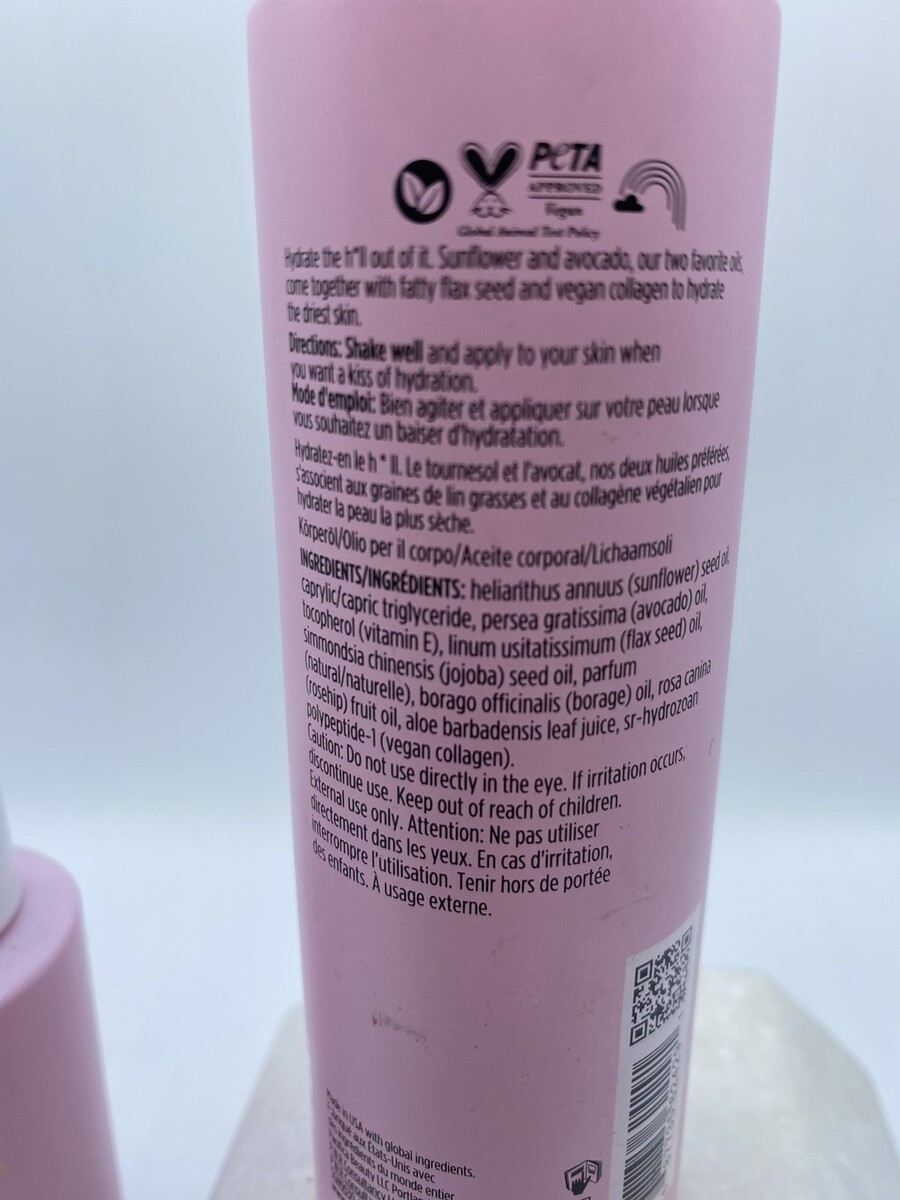 PETA
APPROVED
Vegan
Global Animal Test Policy
Hydrate the h*ll out of it. Sunflower and avocado, our two favorite oils,
come together with fatty flax seed and vegan collagen to hydrate
the driest skin.
Directions: Shake well and apply to your skin when
you want a kiss of hydration.
Mode d'emploi: Bien agiter et appliquer sur votre peau lorsque
vous souhaitez un baiser d'hydratation.
Hydratez-en le h * ll. Le tournesol et l'avocat, nos deux huiles préférées,
s'associent aux graines de lin grasses et au collagène végétalien pour
hydrater la peau la plus sèche.
Körperöl/Olio per il corpo/Aceite corporal/Lichaamsoli
INGREDIENTS/INGRÉDIENTS: helianthus annuus (sunflower) seed oil,
caprylic/capric triglyceride, persea gratissima (avocado) oil,
tocopherol (vitamin E), linum usitatissimum (flax seed) oil,
simmondsia chinensis (jojoba) seed oil, parfum
(natural/naturelle), borago officinalis (borage) oil, rosa canina
(rosehip) fruit oil, aloe barbadensis leaf juice, sr-hydrozoan
polypeptide-1 (vegan collagen).
Caution: Do not use directly in the eye. If irritation occurs,
discontinue use. Keep out of reach of children.
External use only. Attention: Ne pas utiliser
directement dans les yeux. En cas d'irritation,
interrompre l'utilisation. Tenir hors de portée
des enfants. À usage externe.
Made in USA with global ingredients.
aux États-Unis avec
des ingrédients du monde entier
Beauty LLC